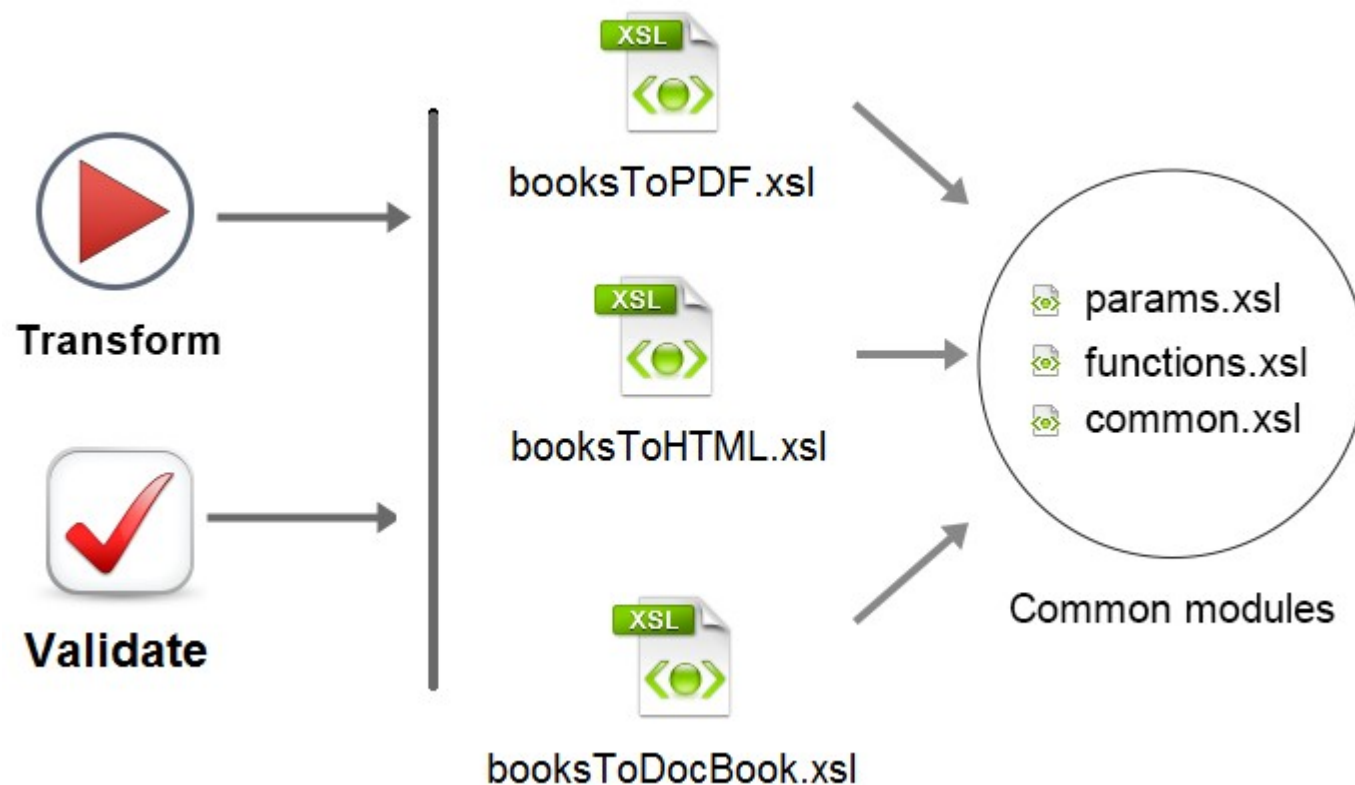 XSL
booksToPDF.xsl
Transform
XSL
booksToHTML.xsl
params.xsl
functions.xsl
common.xsl
Common modules
Validate
XSL
booksToDocBook.xsl